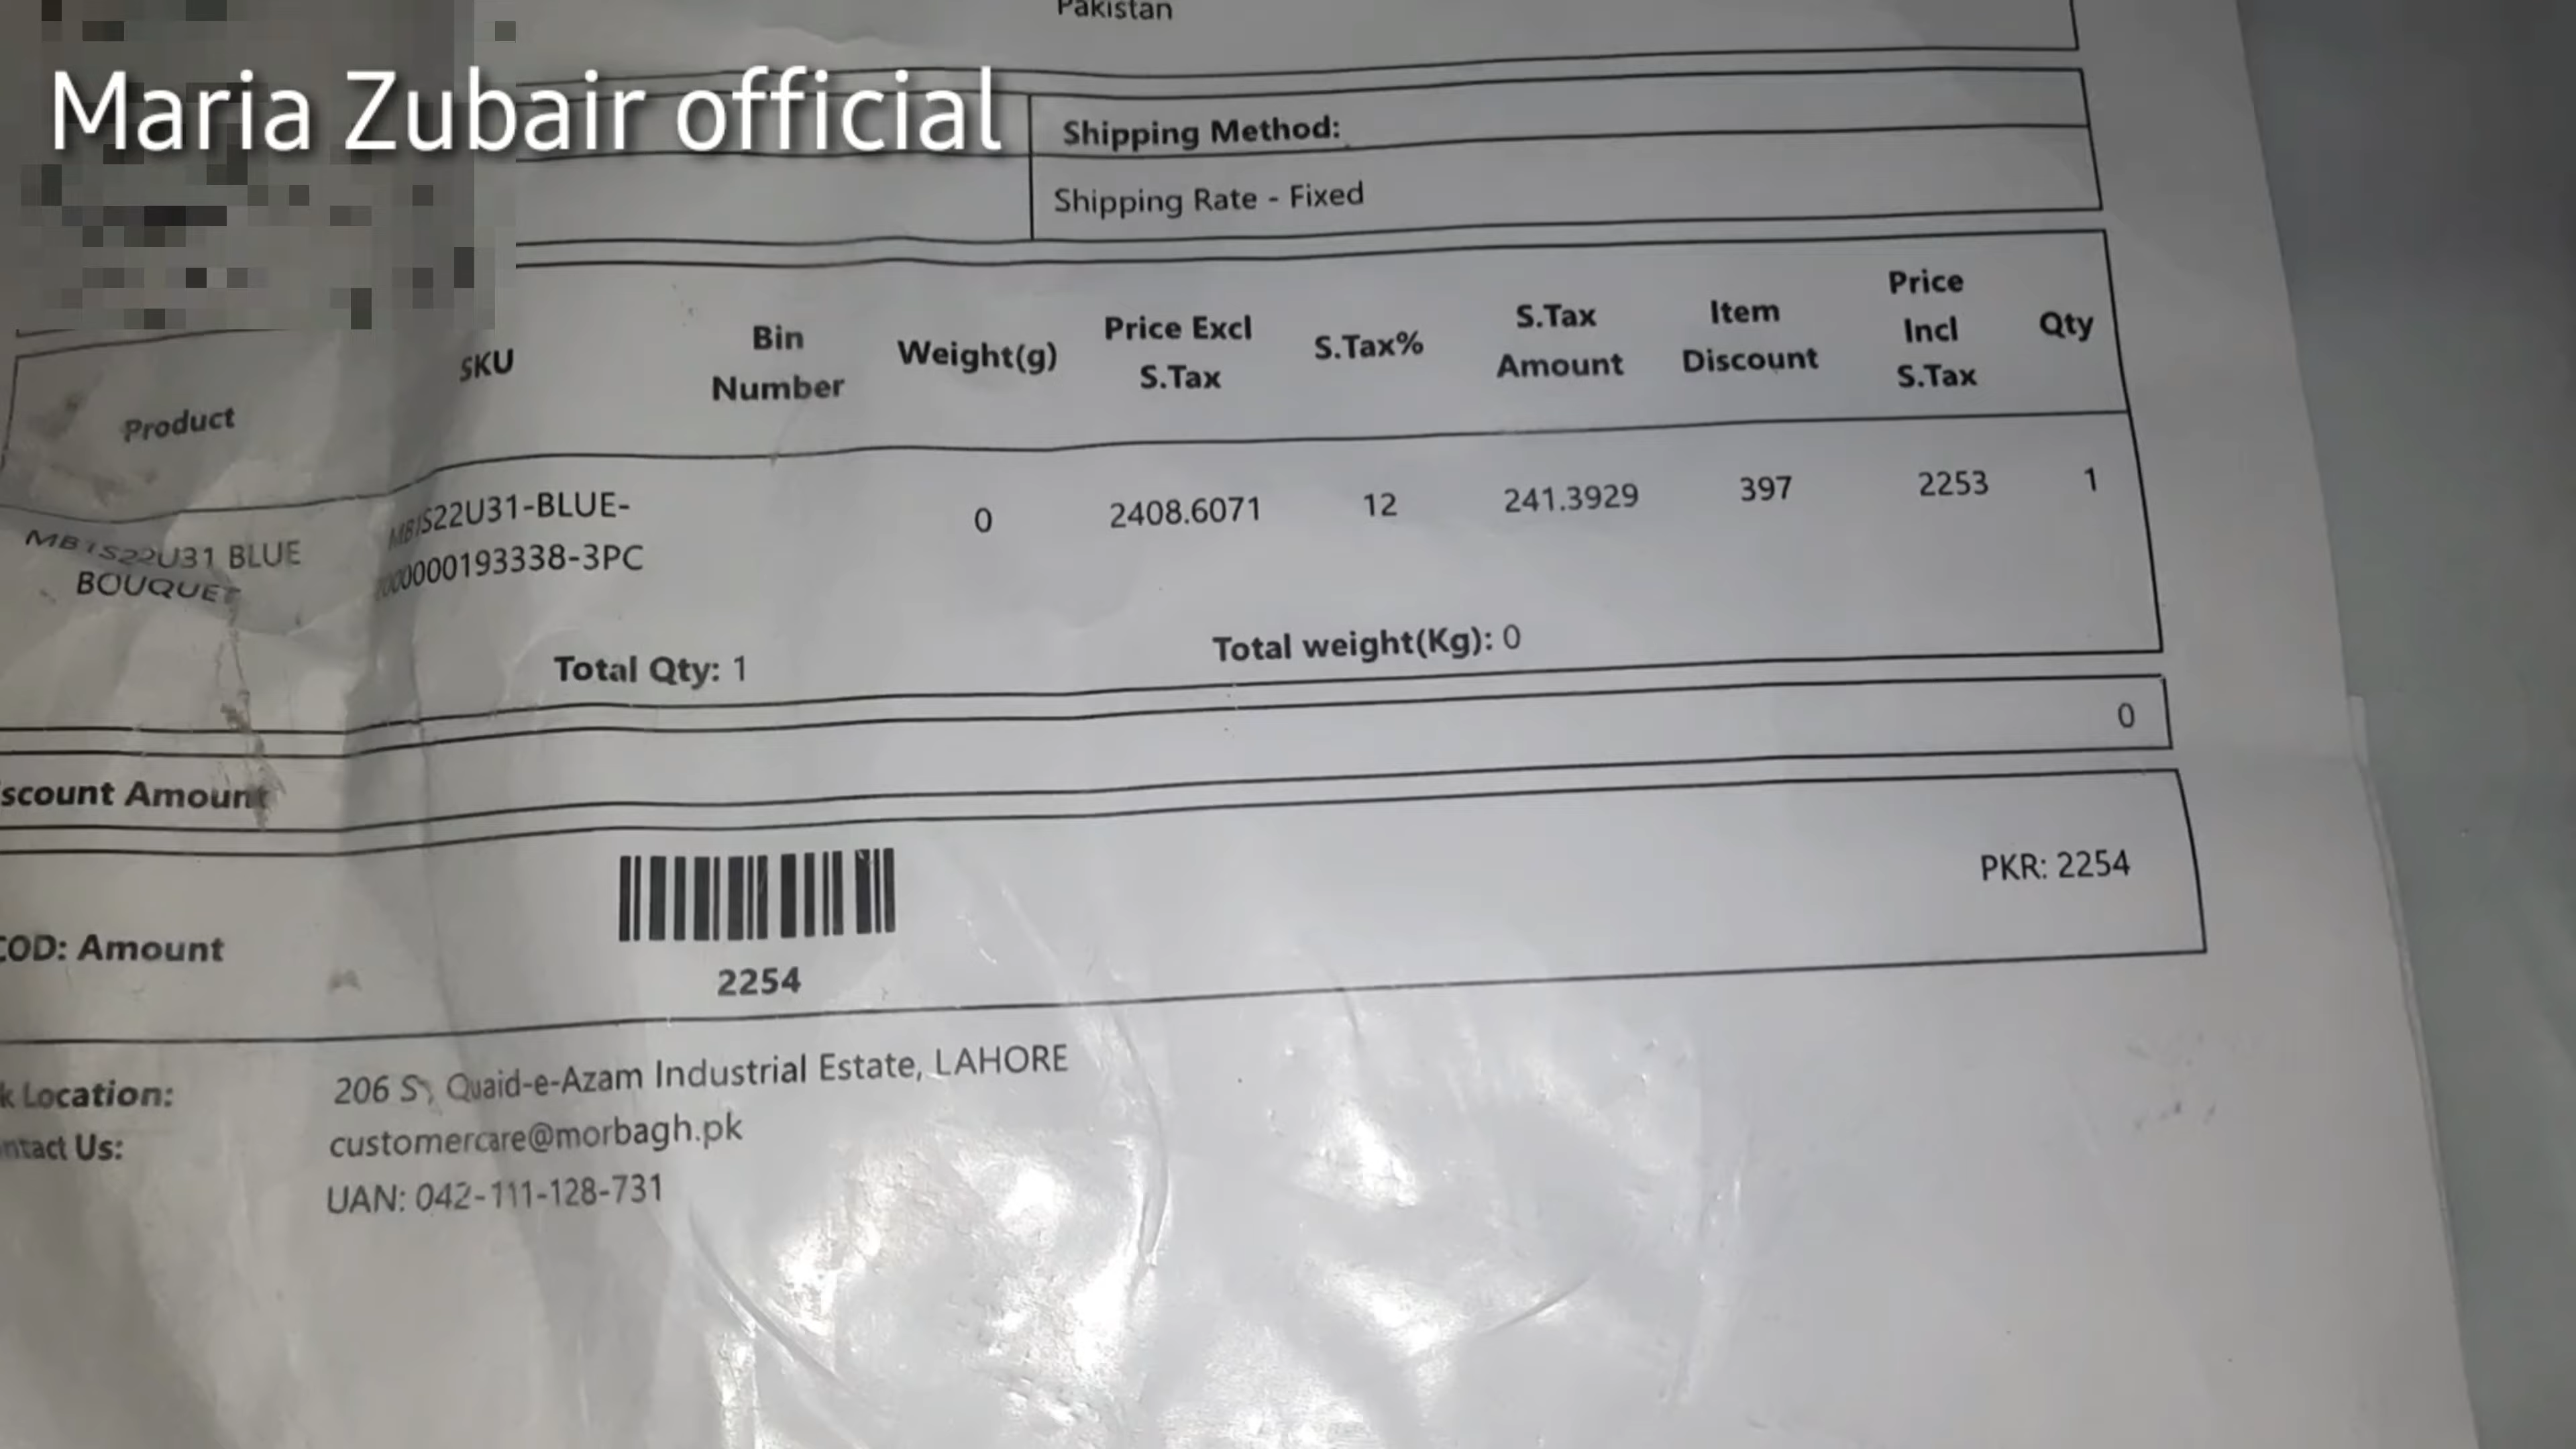 Pakistan
Maria Zubair official
Shipping Method:
Shipping Rate - Fixed
Product SKU Bin Number Weight(g) Price Excl S.Tax S.Tax% S.Tax Amount Item Discount Price Incl S.Tax Qty
MB1S22U31 BLUE BOUQUET
MB1S22U31-BLUE-
000000193338-3PC
0 2408.6071 12 241.3929 397 2253 1
Total Qty: 1 Total weight(Kg): 0
scount Amount 0
COD: Amount PKR: 2254
2254
k Location: 206 S, Quaid-e-Azam Industrial Estate, LAHORE
ntact Us: customercare@morbagh.pk
UAN: 042-111-128-731